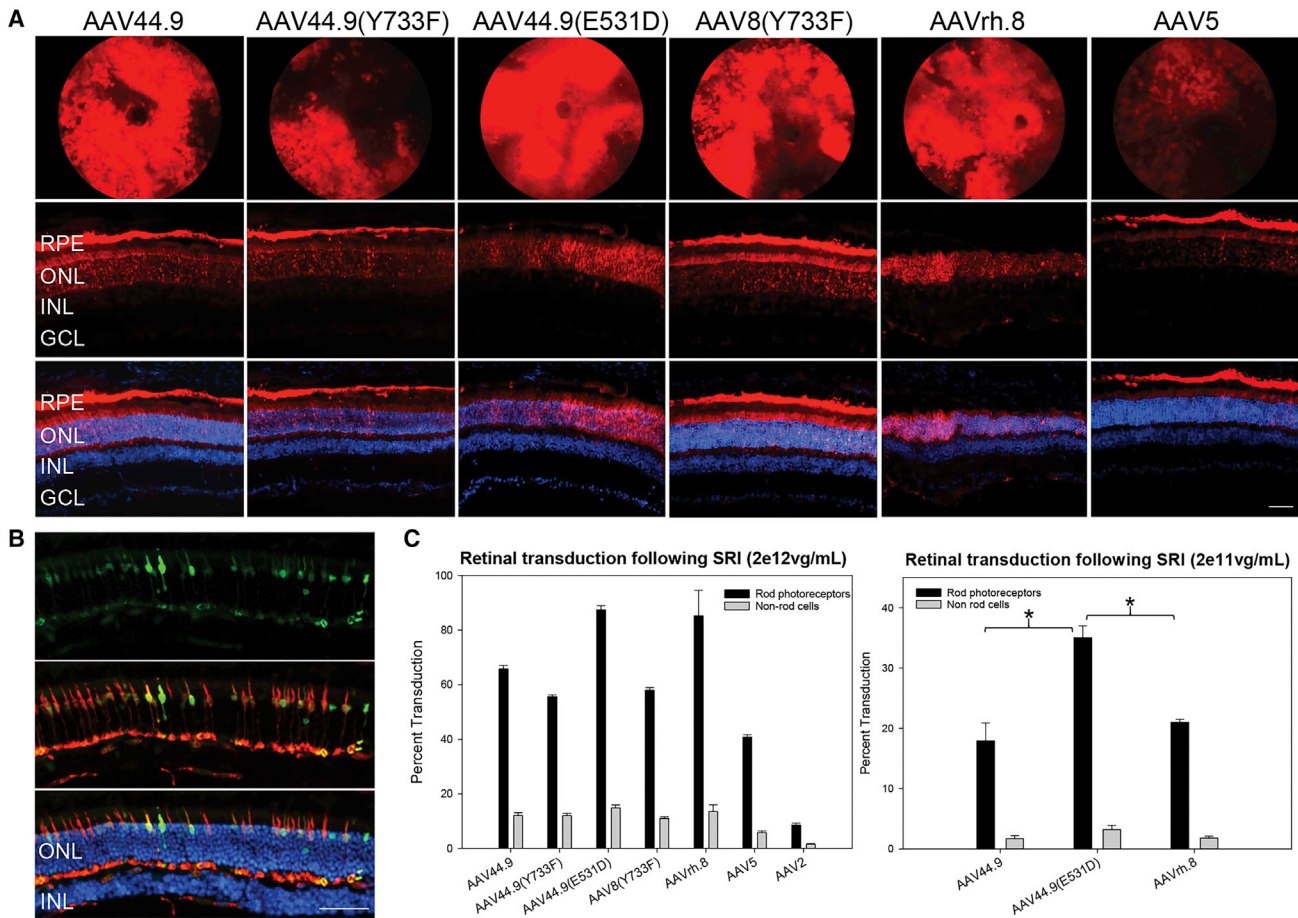 A
AAV44.9
AAV44.9(Y733F)
AAV44.9(E531D)
AAV8(Y733F)
AAVrh.8
AAV5
RPE
ONL
INL
GCL
RPE
ONL
INL
GCL
B
ONL
INL
C
Retinal transduction following SRI (2e12vg/mL)
Rod photoreceptors
Non-rod cells
Percent Transduction
100
80
60
40
20
0
AAV44.9
AAV44.9(Y733F)
AAV44.9(E531D)
AAV8(Y733F)
AAVrh.8
AAV5
AAV2
Retinal transduction following SRI (2e11vg/mL)
Rod photoreceptors
Non rod cells
* *
Percent Transduction
40
30
20
10
0
AAV44.9
AAV44.9(E531D)
AAVrh.8